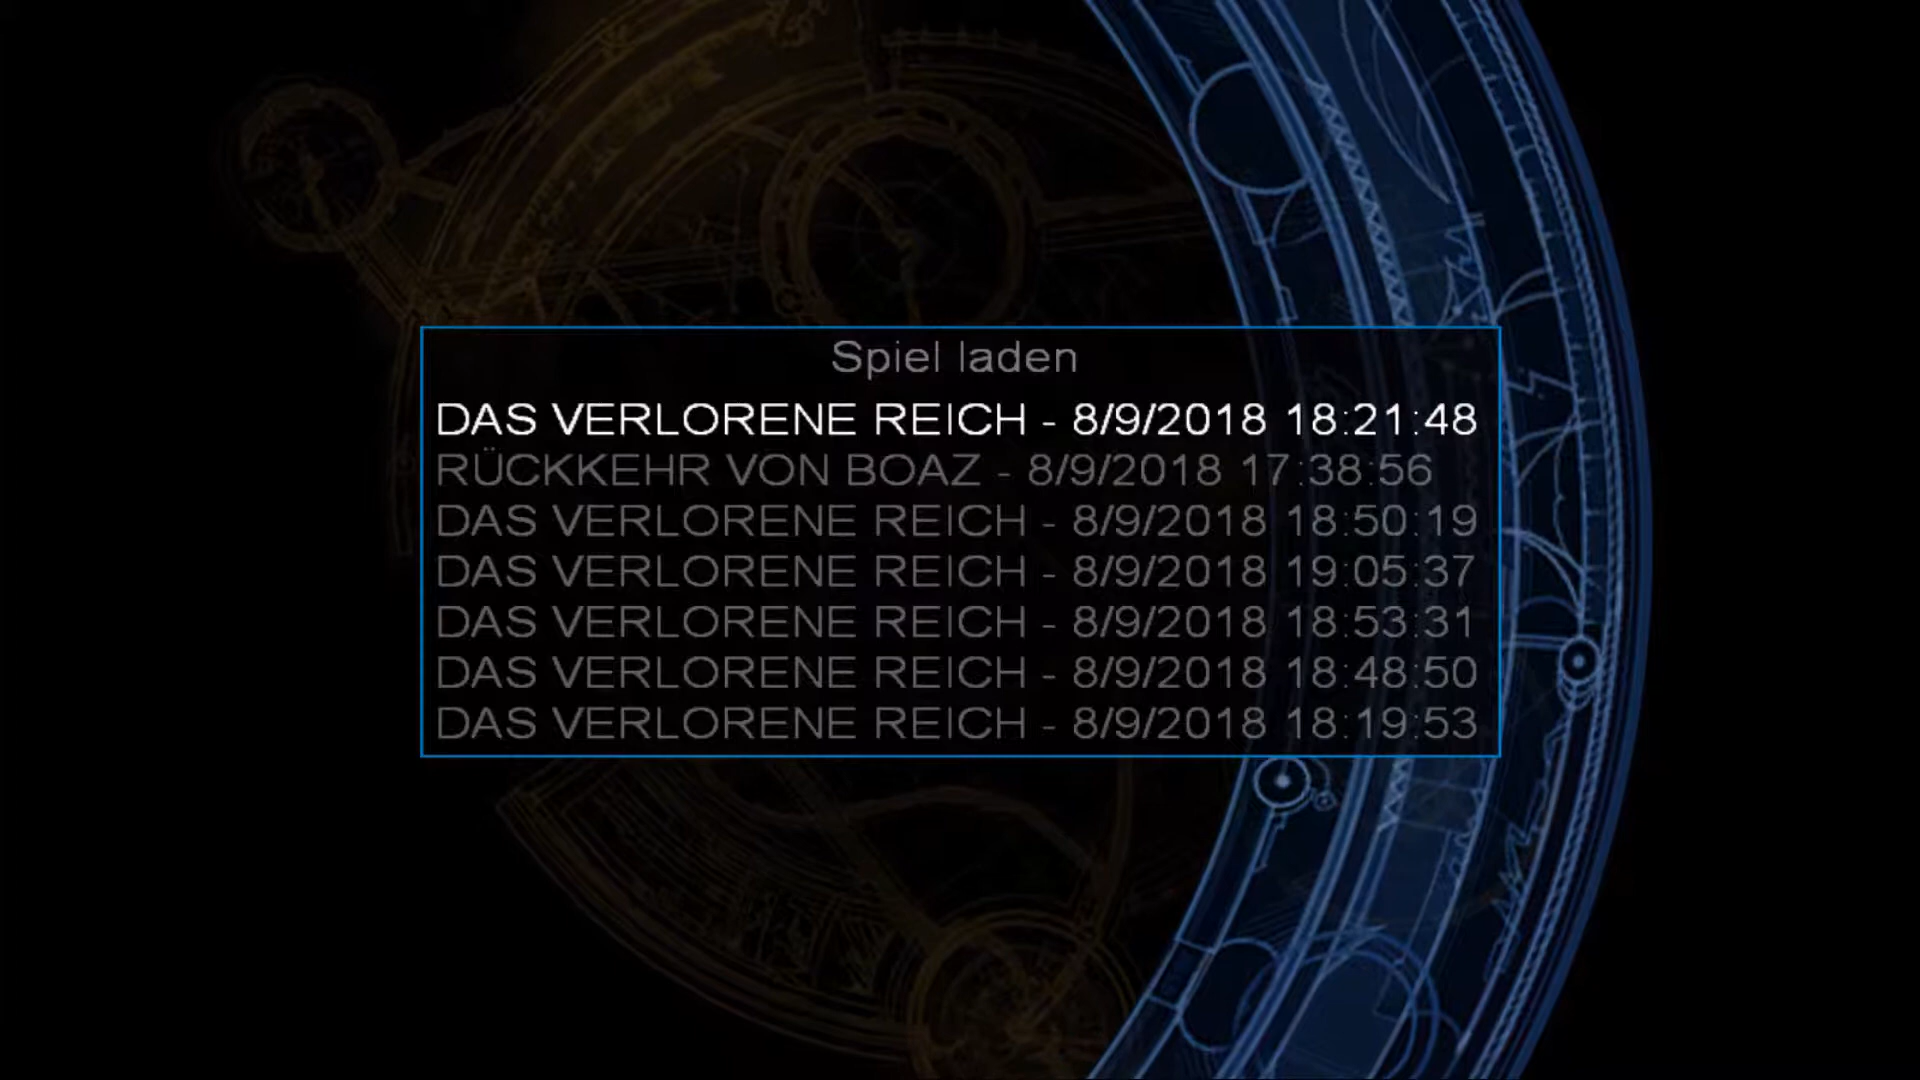 Spiel laden
DAS VERLORENE REICH - 8/9/2018 18:21:48
RÜCKKEHR VON BOAZ - 8/9/2018 17:38:56
DAS VERLORENE REICH - 8/9/2018 18:50:19
DAS VERLORENE REICH - 8/9/2018 19:05:37
DAS VERLORENE REICH - 8/9/2018 18:53:31
DAS VERLORENE REICH - 8/9/2018 18:48:50
DAS VERLORENE REICH - 8/9/2018 18:19:53